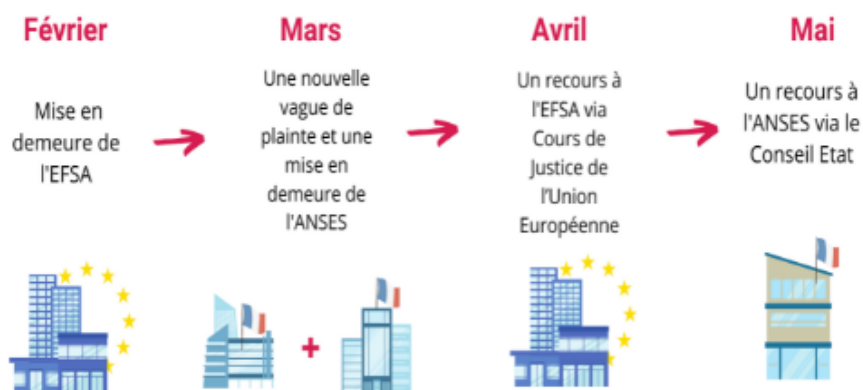 Février
Mise en
demeure de
l'EFSA
Mars
Une nouvelle
vague de
plainte et une
mise en
demeure de
l'ANSES
+
Avril
Un recours à
l'EFSA via
Cours de
Justice de
l'Union
Européenne
Mai
Un recours à
l'ANSES via le
Conseil Etat